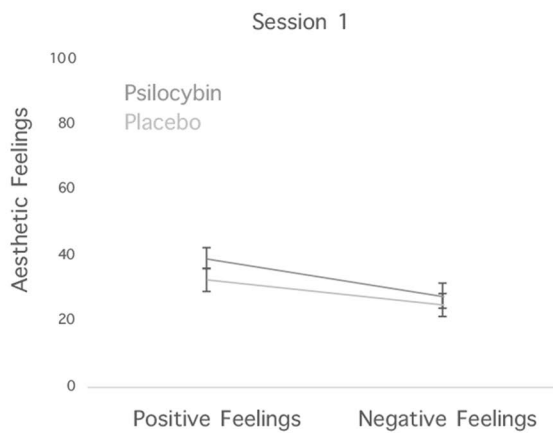 Session 1
100
Psilocybin
Placebo
80
60
40
20
0
Aesthetic Feelings
Positive Feelings Negative Feelings